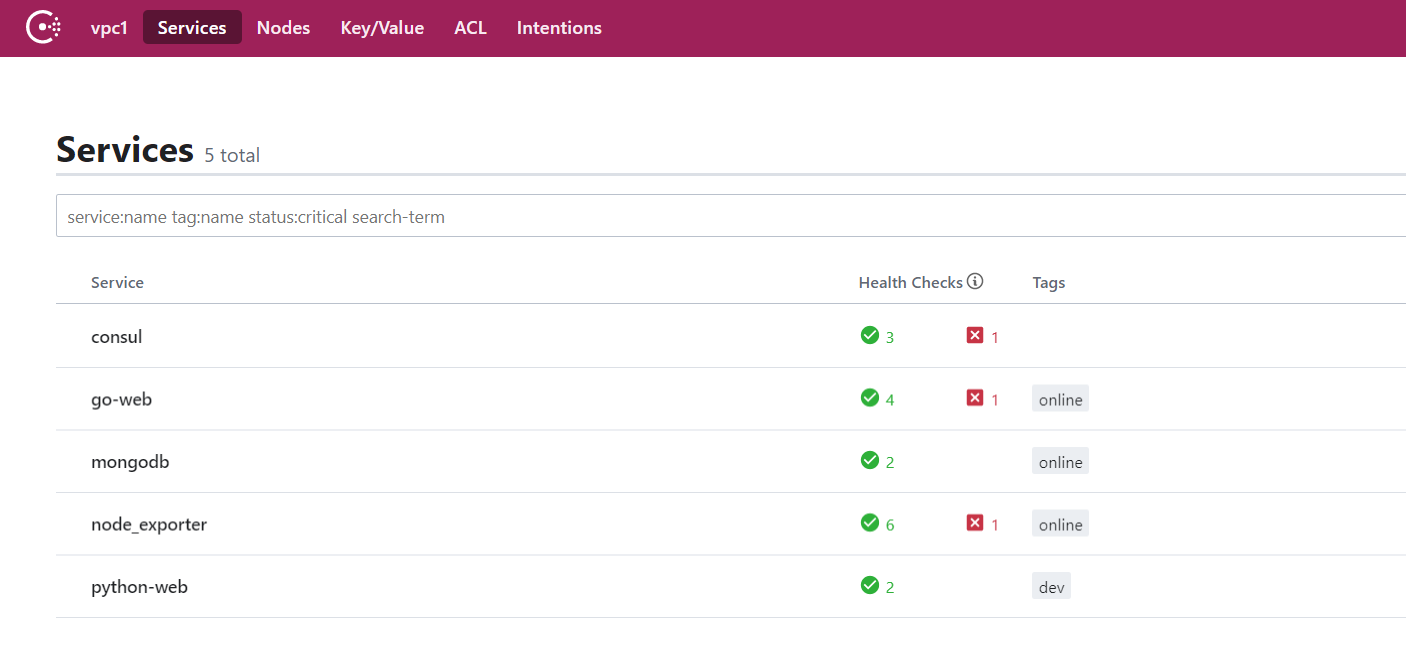 vpc1 Services Nodes Key/Value ACL Intentions
Services 5 total
service:name tag:name status:critical search-term
Service Health Checks Tags
consul 3 1
go-web 4 1 online
mongodb 2 online
node_exporter 6 1 online
python-web 2 dev